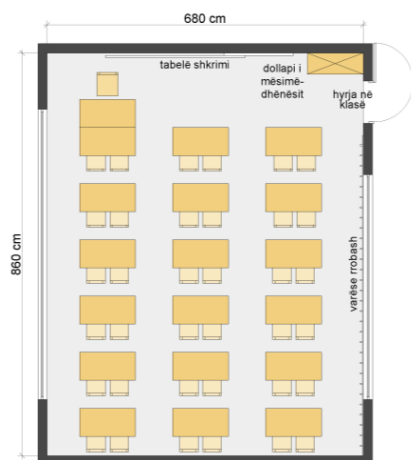 680 cm
tabelë shkrimi
dollapi i
mësimë-
dhënësit
hyrja në
klasë
860 cm
varëse rrobash